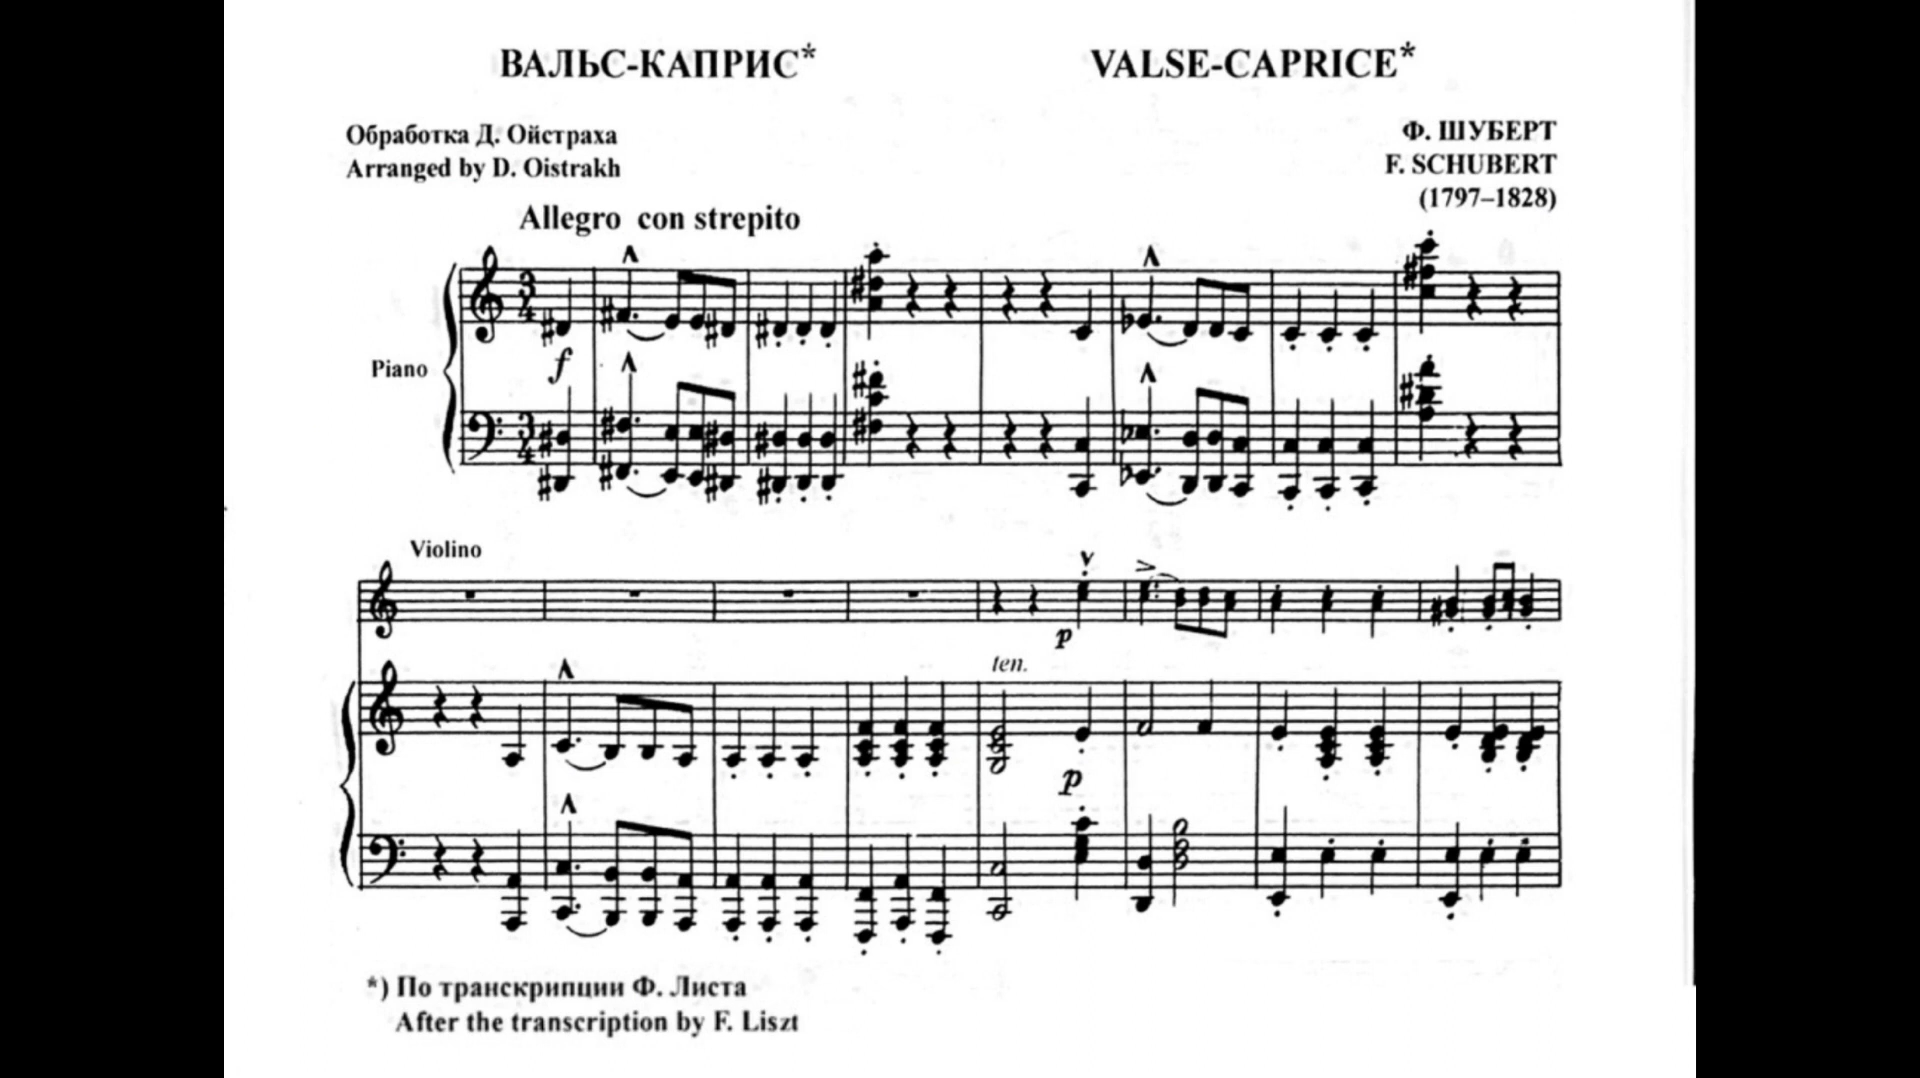 ВАЛЬС-КАПРИС*
VALSE-CAPRICE*
Обработка Д. Ойстраха
Arranged by D. Oistrakh
Ф. ШУБЕРТ
F. SCHUBERT
(1797–1828)
Allegro con strepito
Piano
f
Violino
p
ten.
p
*) По транскрипции Ф. Листа
After the transcription by F. Liszt